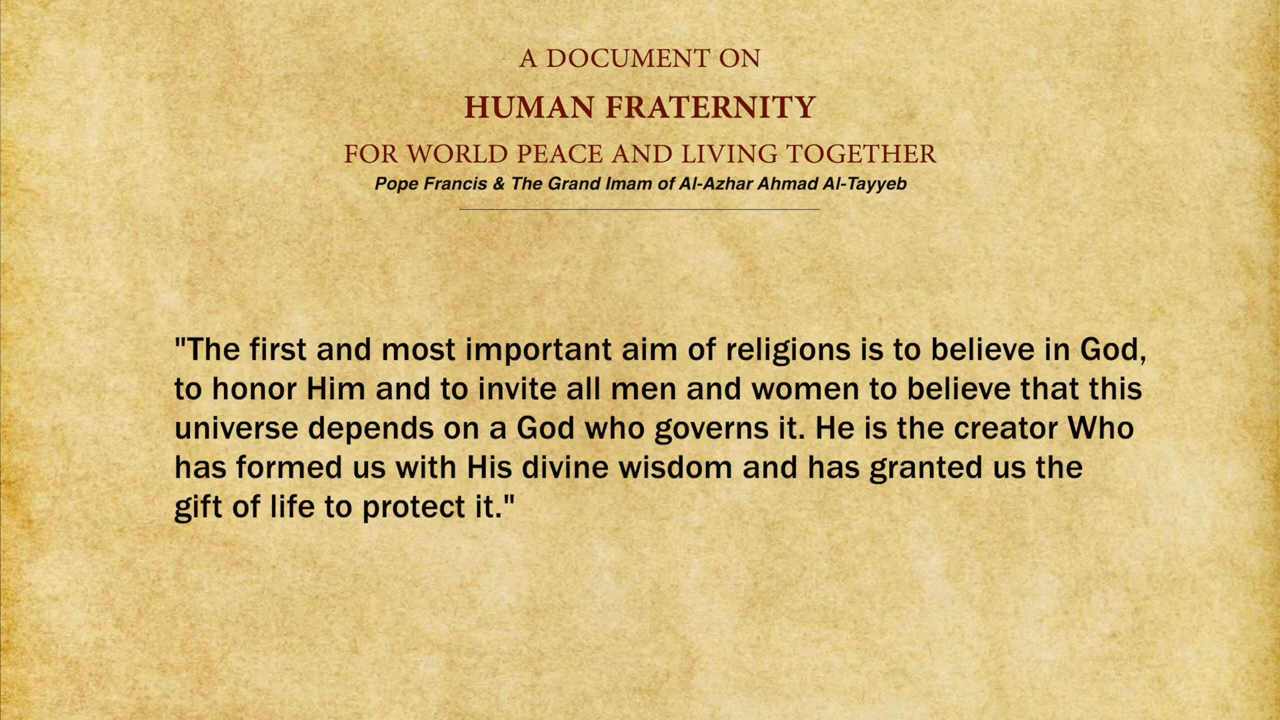 A DOCUMENT ON
HUMAN FRATERNITY
FOR WORLD PEACE AND LIVING TOGETHER
Pope Francis & The Grand Imam of Al-Azhar Ahmad Al-Tayyeb
"The first and most important aim of religions is to believe in God,
to honor Him and to invite all men and women to believe that this
universe depends on a God who governs it. He is the creator Who
has formed us with His divine wisdom and has granted us the
gift of life to protect it."